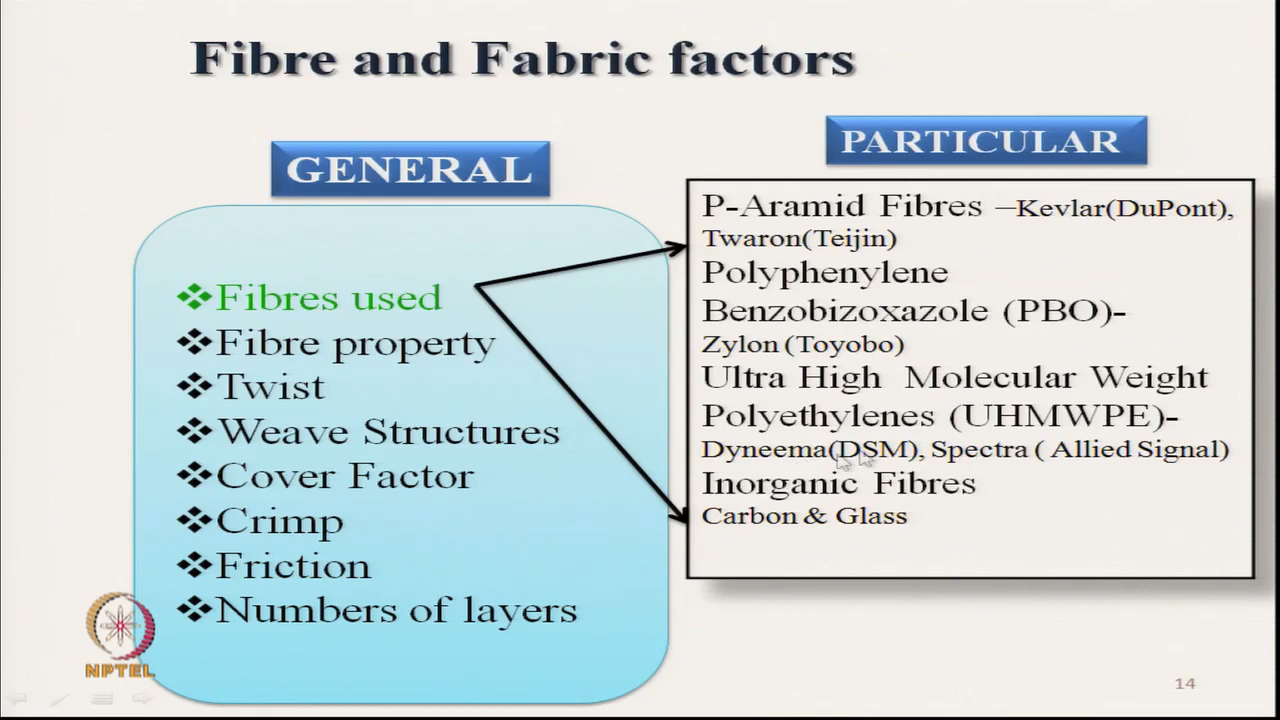 Fibre and Fabric factors
GENERAL
❖Fibres used
❖Fibre property
❖Twist
❖Weave Structures
❖Cover Factor
❖Crimp
❖Friction
❖Numbers of layers
PARTICULAR
P-Aramid Fibres –Kevlar(DuPont),
Twaron(Teijin)
Polyphenylene
Benzobizoxazole (PBO)-
Zylon (Toyobo)
Ultra High Molecular Weight
Polyethylenes (UHMWPE)-
Dyneema(DSM), Spectra ( Allied Signal)
Inorganic Fibres
Carbon & Glass
NPTEL
14